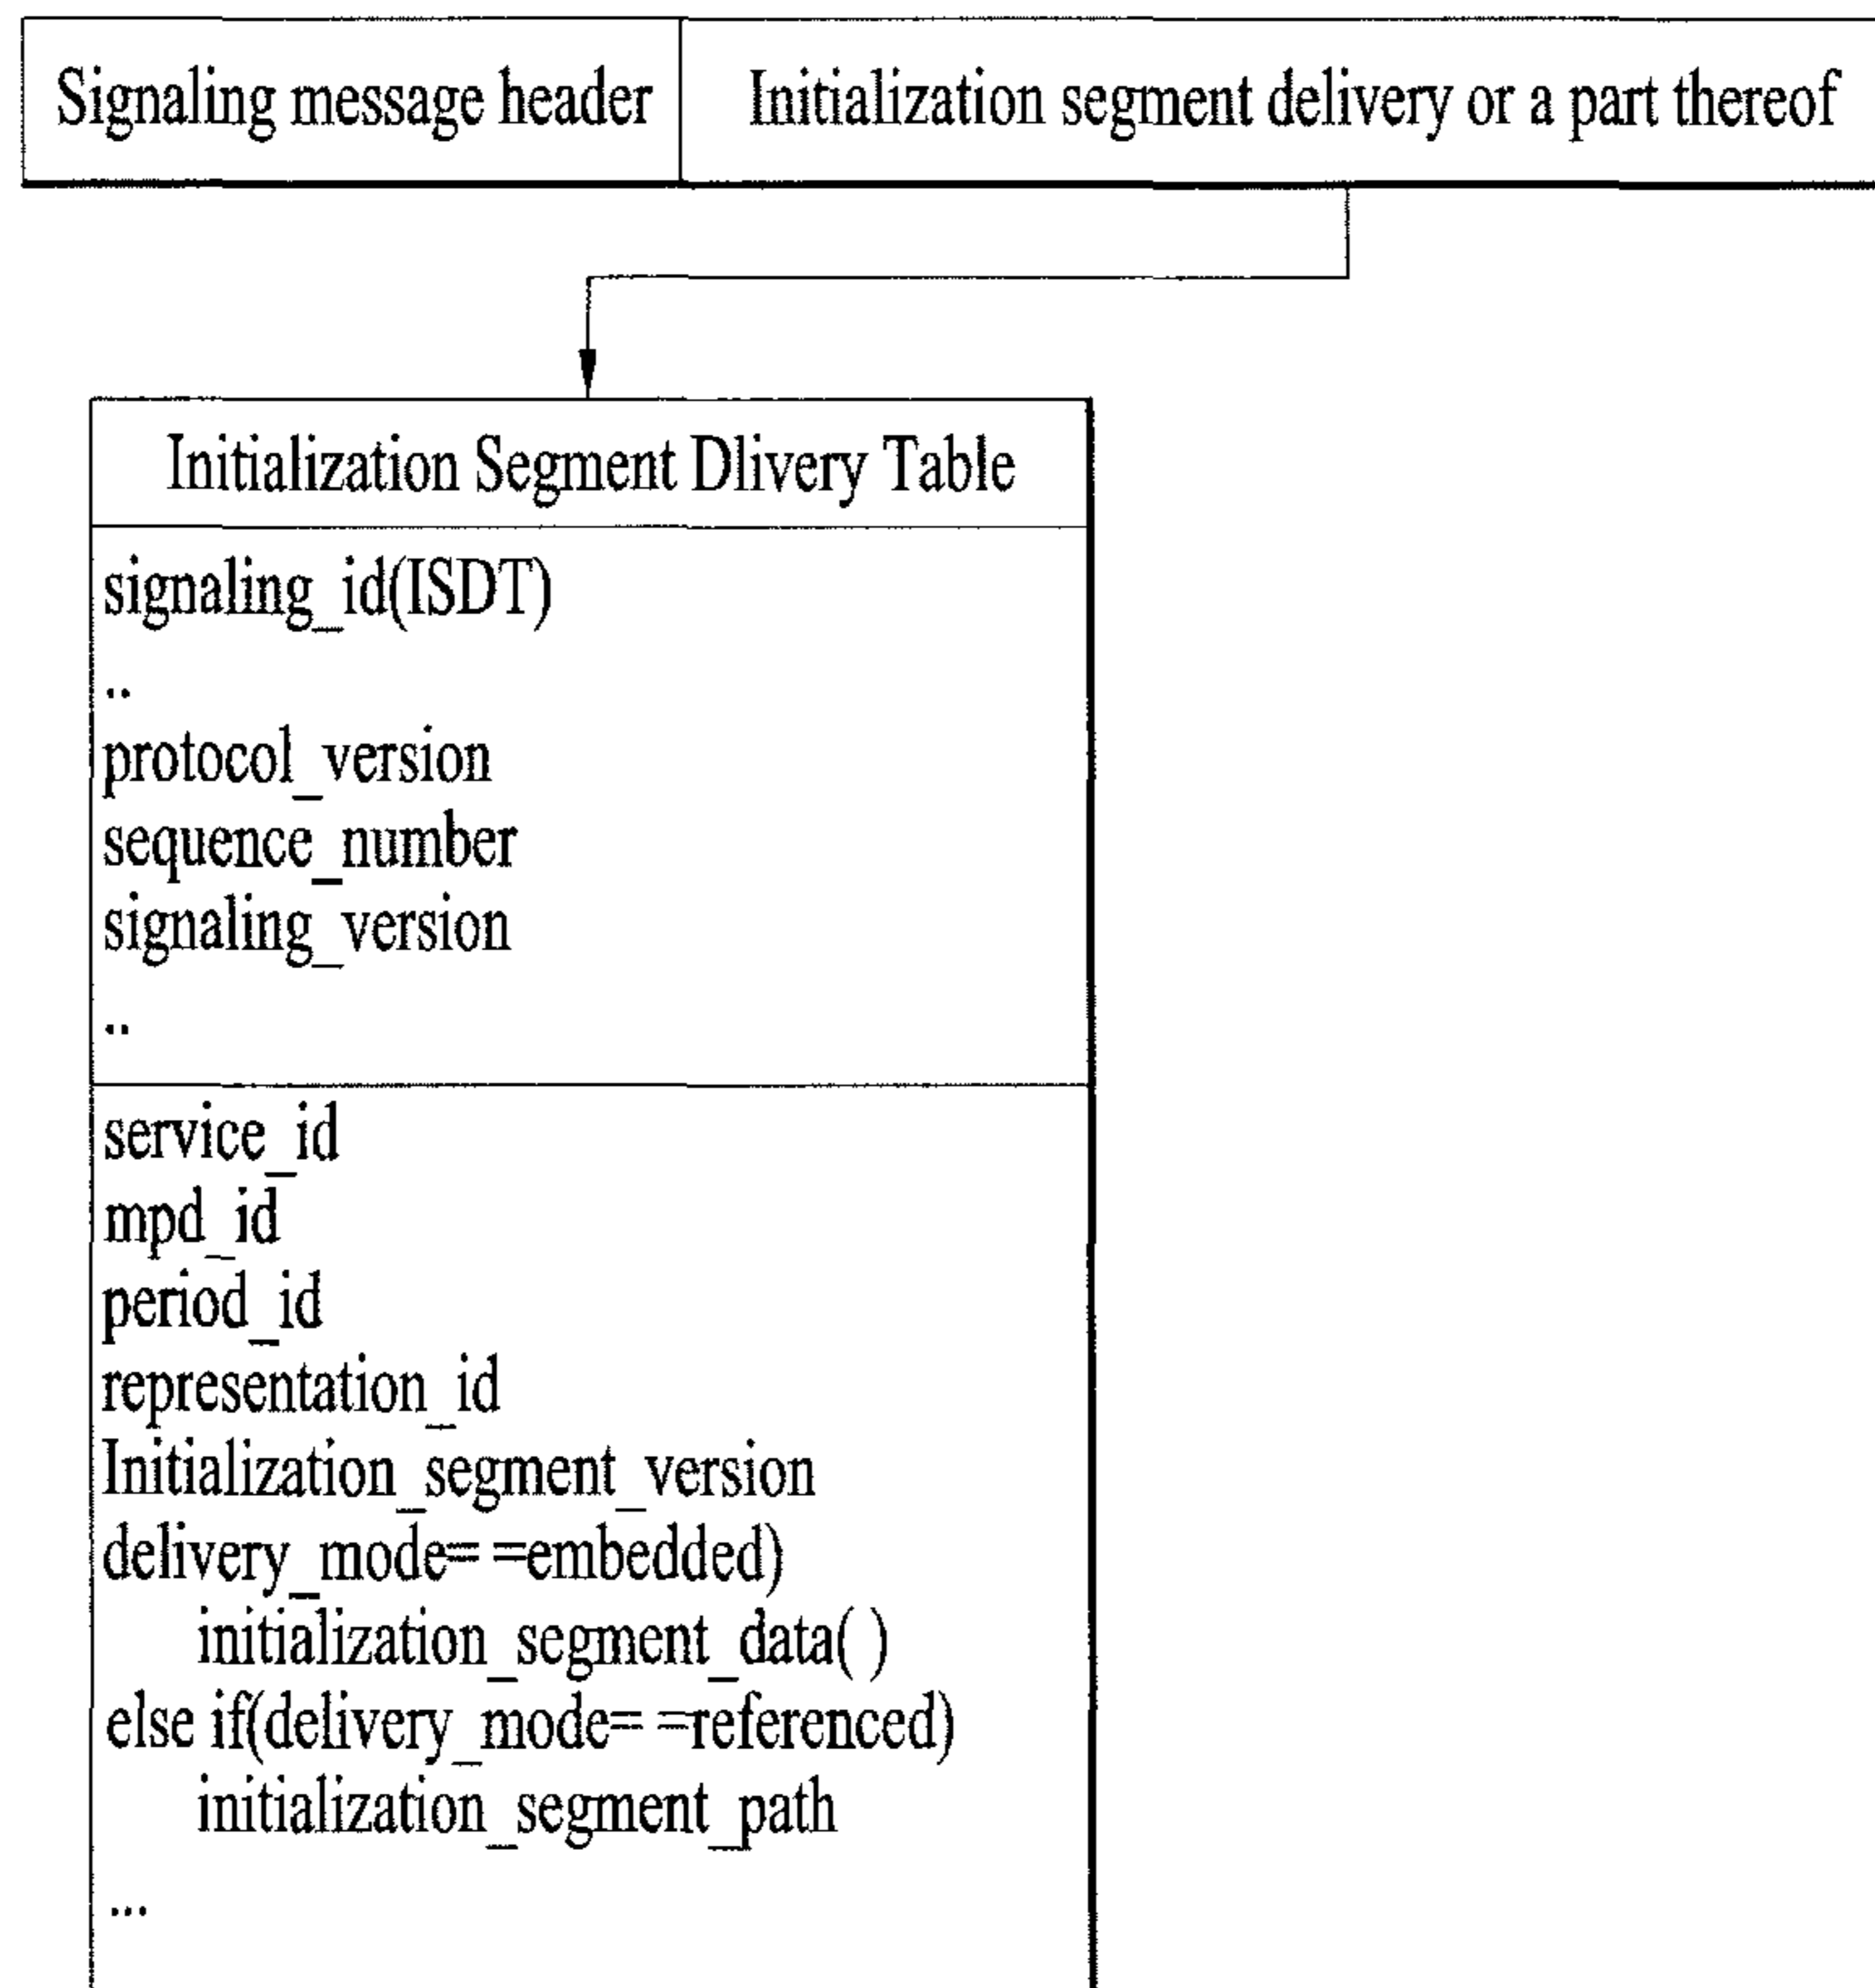 Signaling message header
Initialization segment delivery or a part thereof
Initialization Segment Dlivery Table
signaling_id(ISDT)
..
protocol_version
sequence_number
signaling_version
..
service_id
mpd_id
period_id
representation_id
Initialization_segment_version
delivery_mode= =embedded)
initialization_segment_data( )
else if(delivery_mode= =referenced)
initialization_segment_path
...